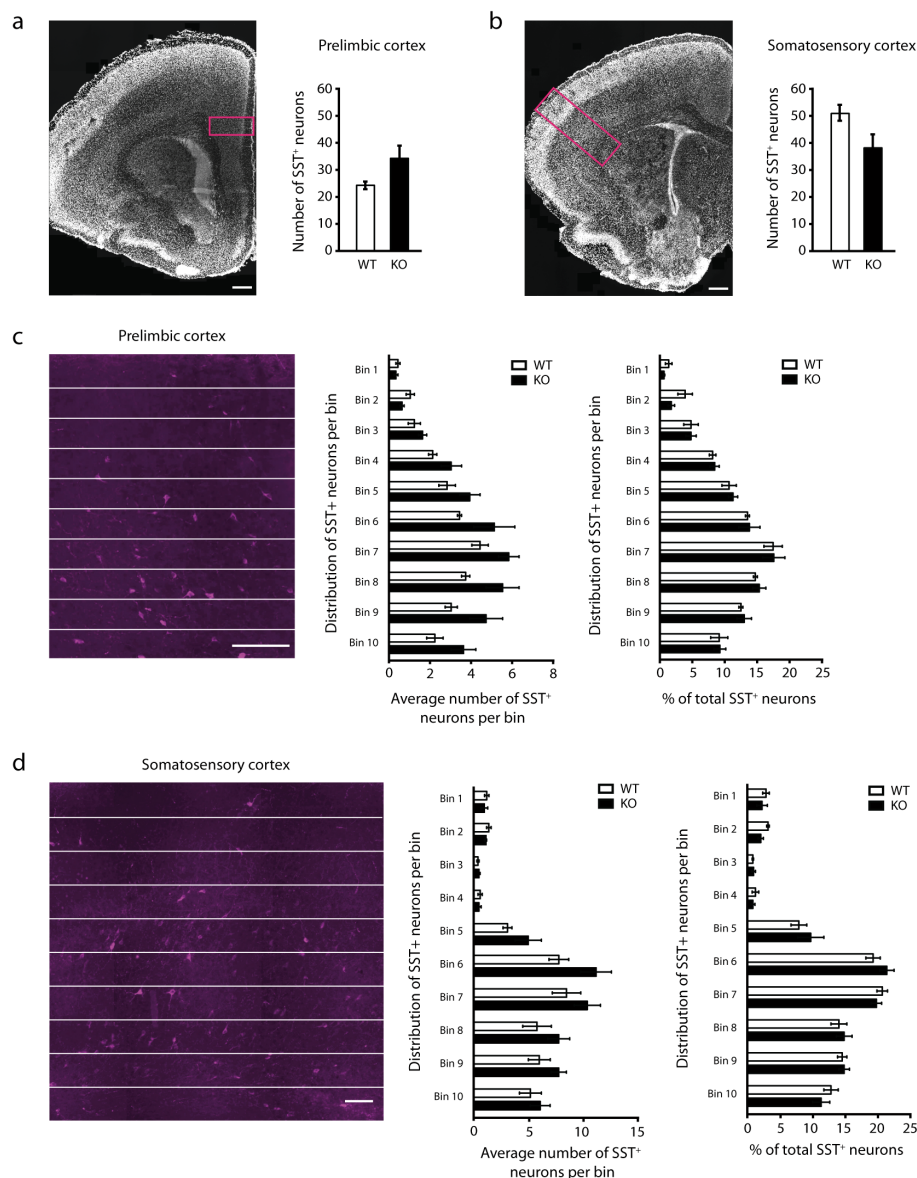 a
Prelimbic cortex
Number of SST⁺ neurons
60
50
40
30
20
10
0
WT
KO
b
Somatosensory cortex
Number of SST⁺ neurons
60
50
40
30
20
10
0
WT
KO
c
Prelimbic cortex
Distribution of SST+ neurons per bin
Bin 1
Bin 2
Bin 3
Bin 4
Bin 5
Bin 6
Bin 7
Bin 8
Bin 9
Bin 10
WT
KO
0 2 4 6 8
Average number of SST⁺
neurons per bin
Distribution of SST+ neurons per bin
Bin 1
Bin 2
Bin 3
Bin 4
Bin 5
Bin 6
Bin 7
Bin 8
Bin 9
Bin 10
WT
KO
0 5 10 15 20 25
% of total SST⁺ neurons
d
Somatosensory cortex
Distribution of SST+ neurons per bin
Bin 1
Bin 2
Bin 3
Bin 4
Bin 5
Bin 6
Bin 7
Bin 8
Bin 9
Bin 10
WT
KO
0 5 10 15
Average number of SST⁺
neurons per bin
Distribution of SST+ neurons per bin
Bin 1
Bin 2
Bin 3
Bin 4
Bin 5
Bin 6
Bin 7
Bin 8
Bin 9
Bin 10
WT
KO
0 5 10 15 20 25
% of total SST⁺ neurons